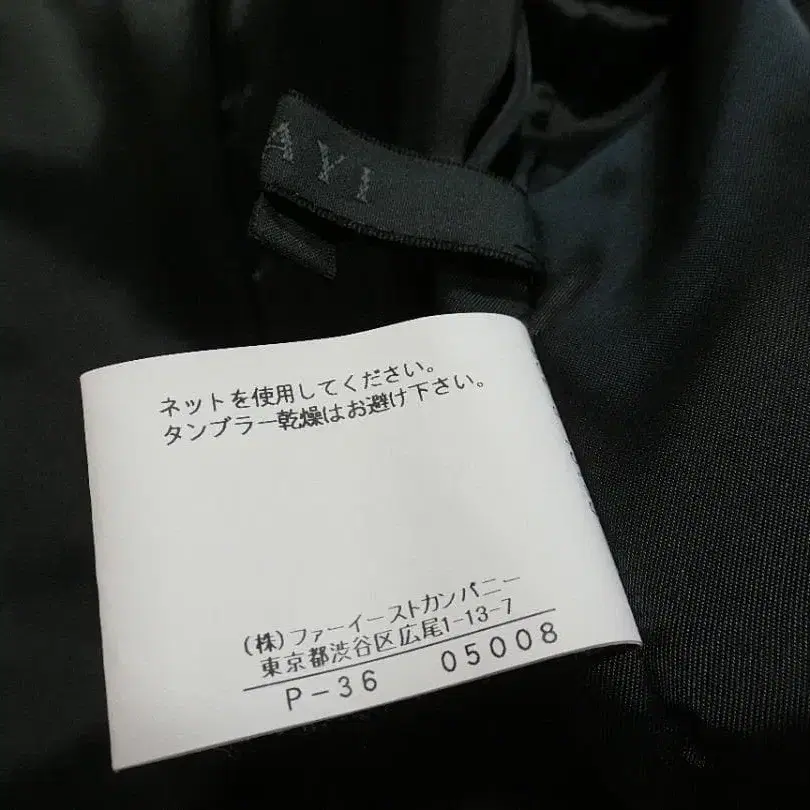 AYI
ネットを使用してください。
タンブラー乾燥はお避け下さい。
(株)ファーイーストカンパニー
東京都渋谷区広尾1-13-7
P-36 05008